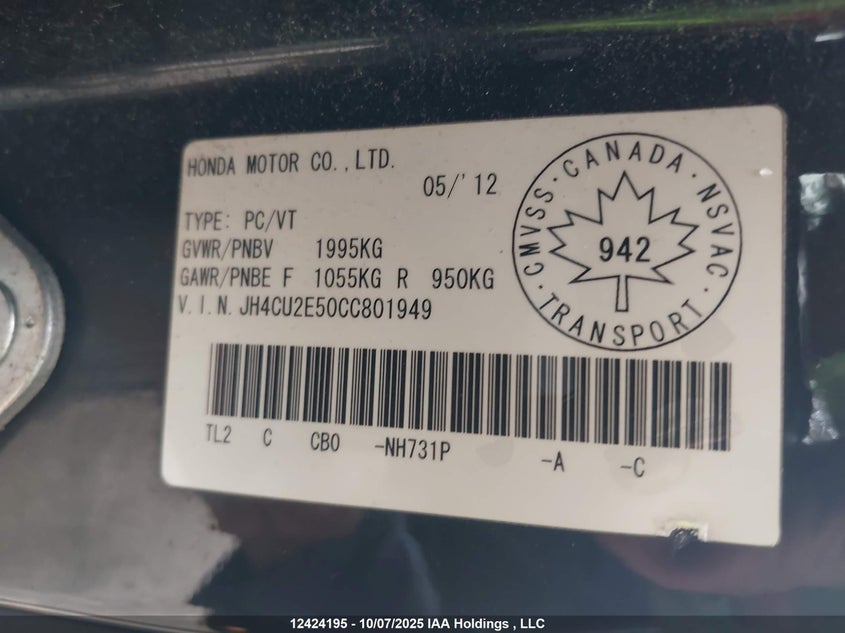 HONDA MOTOR CO.,LTD.
05/'12
TYPE: PC/VT
GVWR/PNBV 1995KG
GAWR/PNBE F 1055KG R 950KG
V.I.N. JH4CU2E50CC801949
CANADA · NSVAC · TRANSPORT · CMVSS ·
942
TL2 C CB0 -NH731P -A -C
12424195 - 10/07/2025 IAA Holdings , LLC